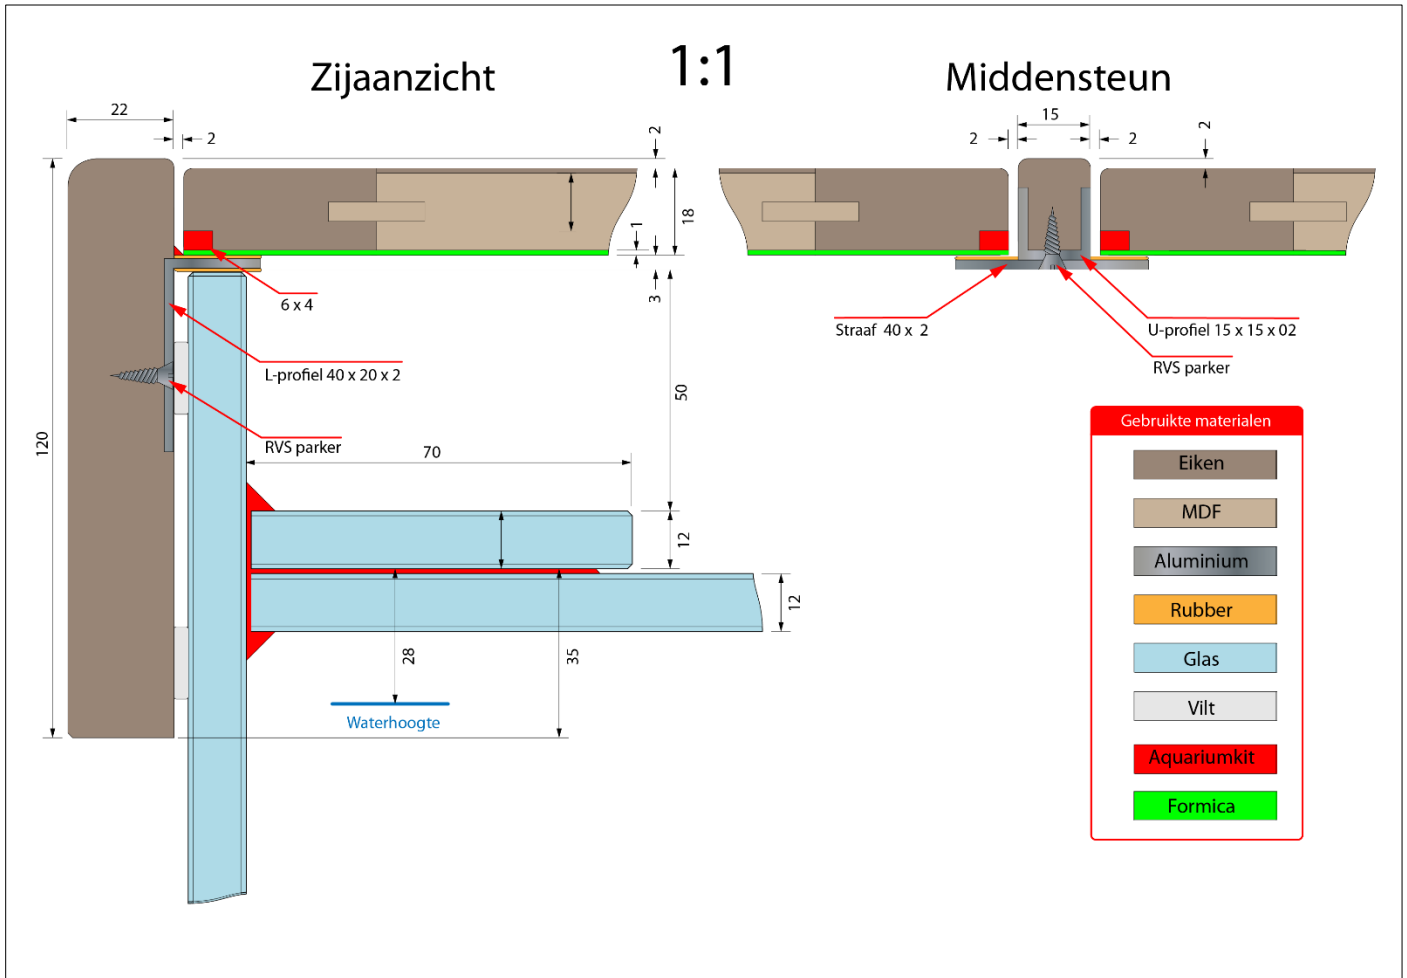 Zijaanzicht
1:1
Middensteun
22
2
2
1
18
3
6 x 4
L-profiel 40 x 20 x 2
RVS parker
120
70
50
12
12
28
35
Waterhoogte
15
2
2
2
Straaf 40 x 2
U-profiel 15 x 15 x 02
RVS parker
Gebruikte materialen
Eiken
MDF
Aluminium
Rubber
Glas
Vilt
Aquariumkit
Formica